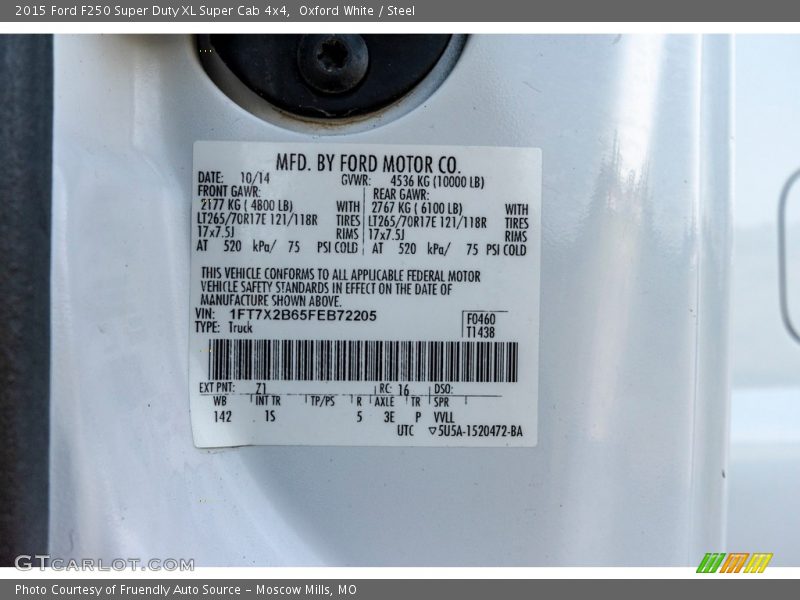 2015 Ford F250 Super Duty XL Super Cab 4x4, Oxford White / Steel
MFD. BY FORD MOTOR CO.
DATE: 10/14 GVWR: 4536 KG (10000 LB)
FRONT GAWR: REAR GAWR:
2177 KG ( 4800 LB) WITH 2767 KG ( 6100 LB) WITH
LT265/70R17E 121/118R TIRES LT265/70R17E 121/118R TIRES
17x7.5J RIMS 17x7.5J RIMS
AT 520 kPa/ 75 PSI COLD AT 520 kPa/ 75 PSI COLD
THIS VEHICLE CONFORMS TO ALL APPLICABLE FEDERAL MOTOR
VEHICLE SAFETY STANDARDS IN EFFECT ON THE DATE OF
MANUFACTURE SHOWN ABOVE.
VIN: 1FT7X2B65FEB72205 F0460
TYPE: Truck T1438
EXT PNT: Z1 RC: 16 DSO:
WB INT TR TP/PS R AXLE TR SPR
142 1S 5 3E P VVLL
UTC ▽5U5A-1520472-BA
GTCARLOT.COM
Photo Courtesy of Fruendly Auto Source – Moscow Mills, MO